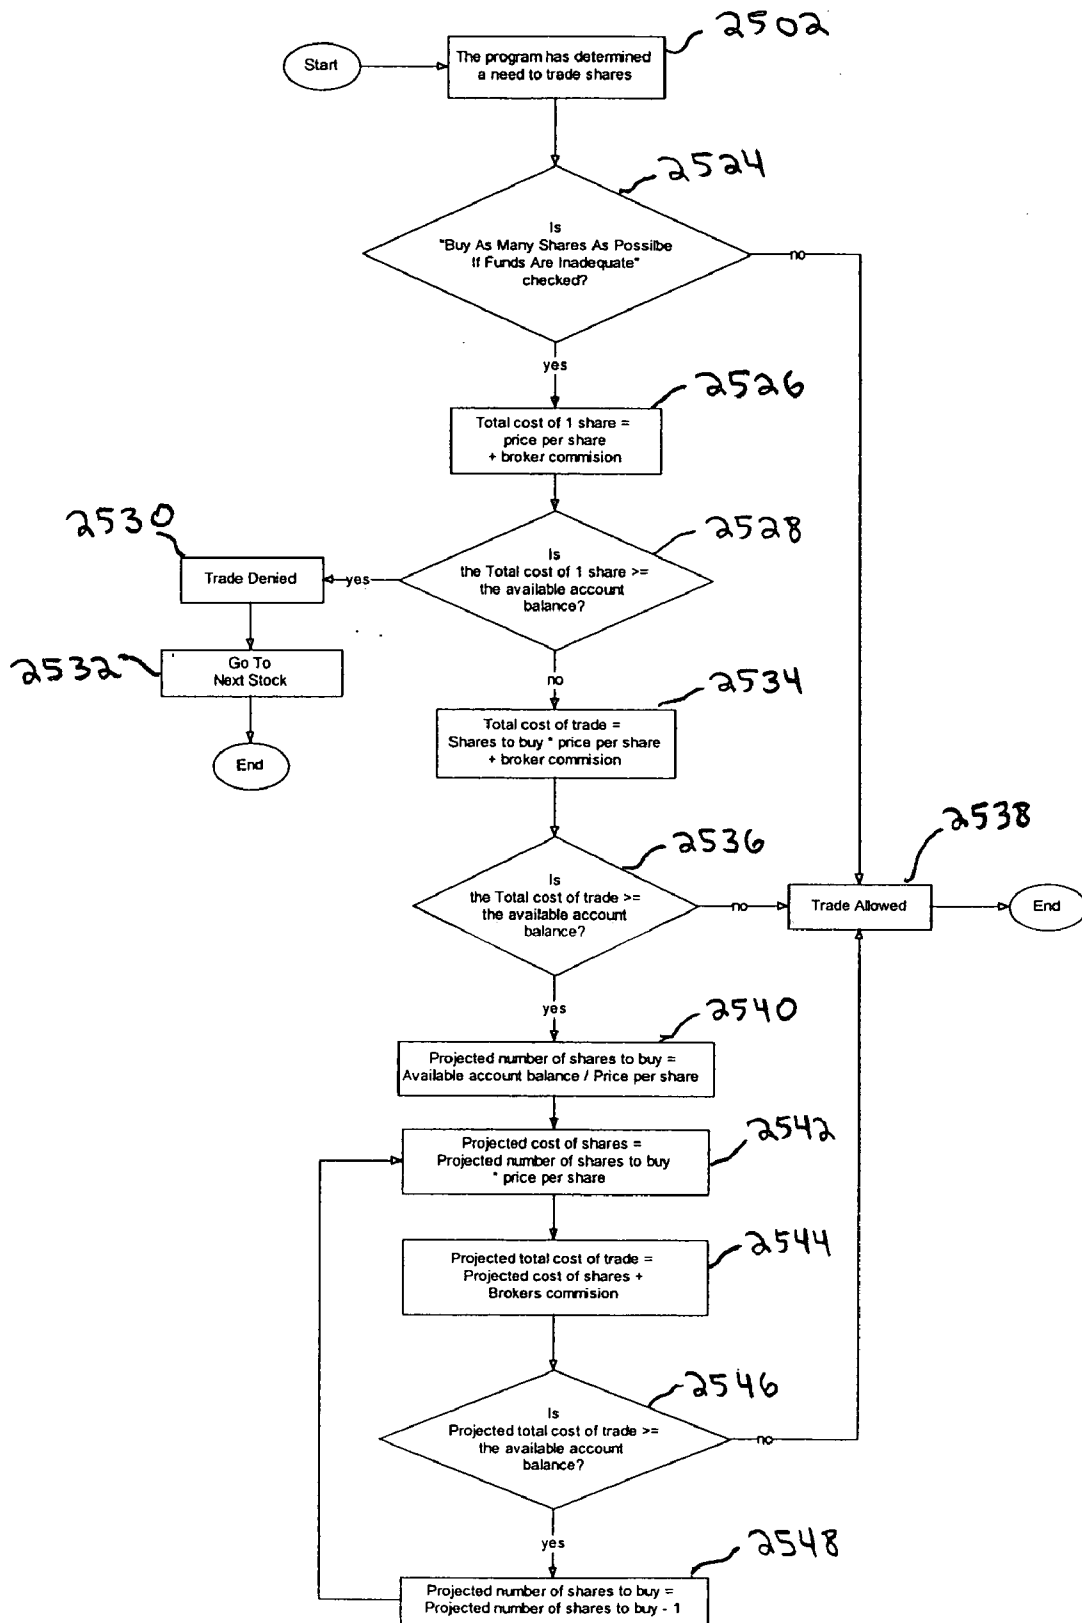 2502
Start
The program has determined
a need to trade shares
2524
Is
"Buy As Many Shares As Possilbe
If Funds Are Inadequate"
checked?
no
yes
2526
Total cost of 1 share =
price per share
+ broker commision
2530
2528
Trade Denied
yes
Is
the Total cost of 1 share >=
the available account
balance?
2532
Go To
Next Stock
no
2534
End
Total cost of trade =
Shares to buy * price per share
+ broker commision
2536
2538
Is
the Total cost of trade >=
the available account
balance?
no
Trade Allowed
End
yes
2540
Projected number of shares to buy =
Available account balance / Price per share
2542
Projected cost of shares =
Projected number of shares to buy
* price per share
2544
Projected total cost of trade =
Projected cost of shares +
Brokers commision
2546
Is
Projected total cost of trade >=
the available account
balance?
no
yes
2548
Projected number of shares to buy =
Projected number of shares to buy - 1